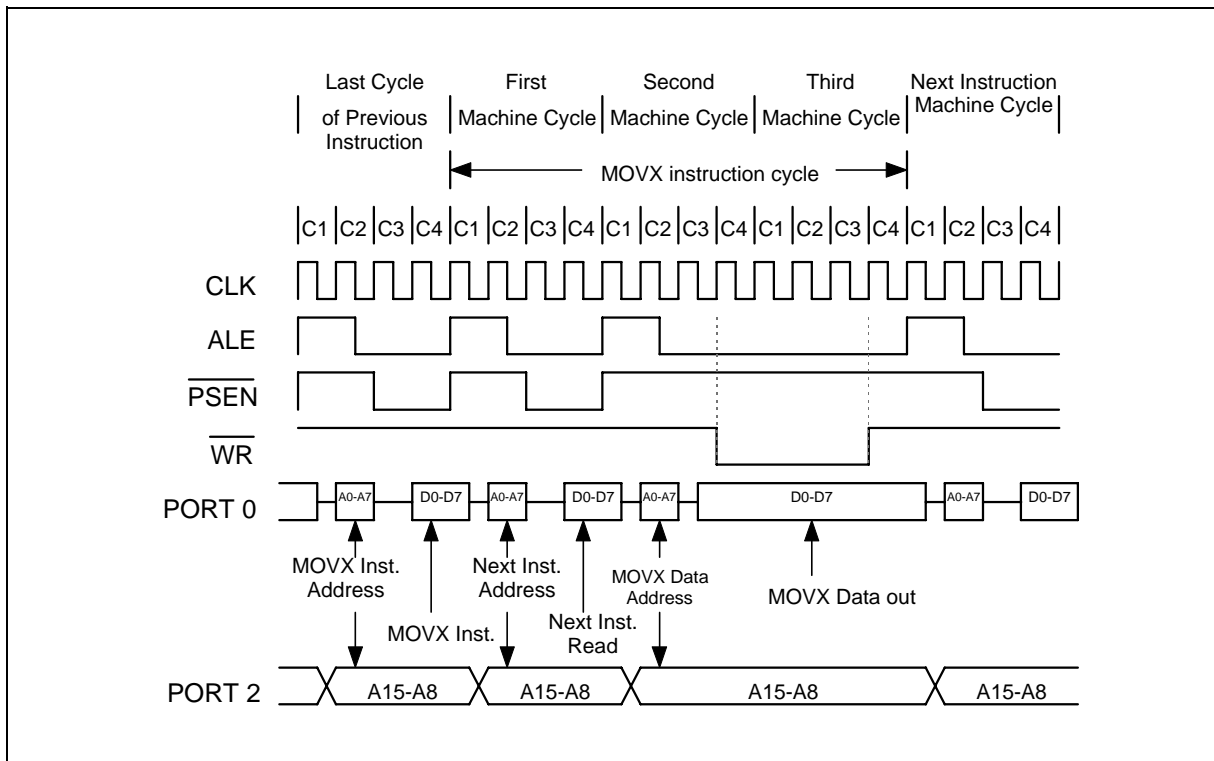 Last Cycle
of Previous
Instruction
First
Machine Cycle
Second
Machine Cycle
Third
Machine Cycle
Next Instruction
Machine Cycle
MOVX instruction cycle
C1 C2 C3 C4 C1 C2 C3 C4 C1 C2 C3 C4 C1 C2 C3 C4 C1 C2 C3 C4
CLK
ALE
PSEN
WR
PORT 0
A0-A7 D0-D7 A0-A7 D0-D7 A0-A7 D0-D7 A0-A7 D0-D7
MOVX Inst.
Address
MOVX Inst.
Next Inst.
Address
Next Inst.
Read
MOVX Data
Address
MOVX Data out
PORT 2
A15-A8 A15-A8 A15-A8 A15-A8